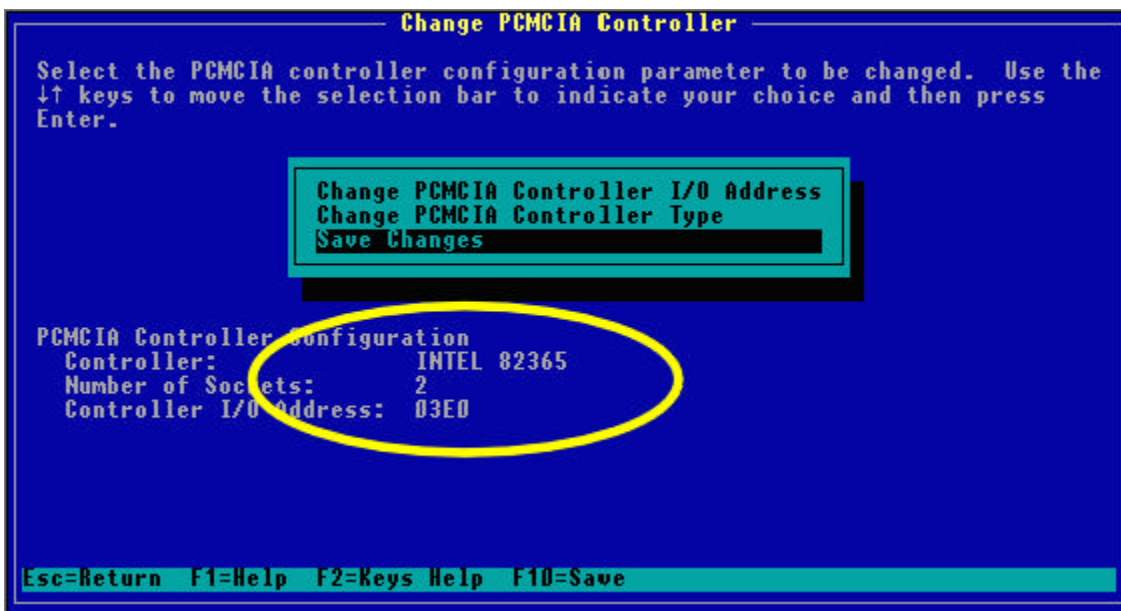 Change PCMCIA Controller
Select the PCMCIA controller configuration parameter to be changed.  Use the
↓↑ keys to move the selection bar to indicate your choice and then press
Enter.
Change PCMCIA Controller I/O Address
Change PCMCIA Controller Type
Save Changes
PCMCIA Controller Configuration
Controller: INTEL 82365
Number of Sockets: 2
Controller I/O Address: 03E0
Esc=Return  F1=Help  F2=Keys Help  F10=Save